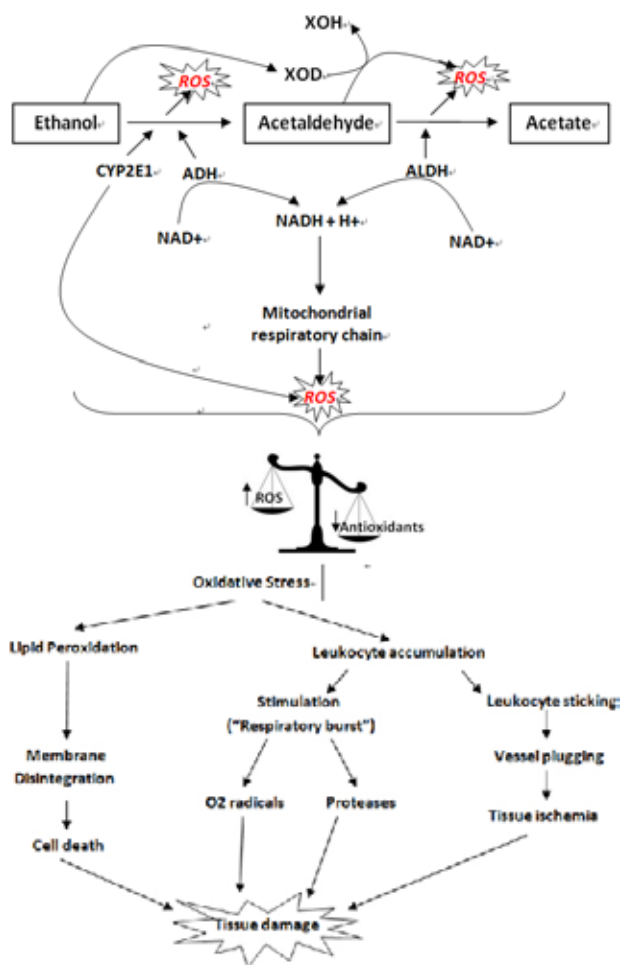 XOH
XOD
ROS
ROS
Ethanol
Acetaldehyde
Acetate
CYP2E1
ADH
ALDH
NAD+
NADH + H+
NAD+
Mitochondrial
respiratory chain
ROS
ROS
Antioxidants
Oxidative Stress
Lipid Peroxidation
Leukocyte accumulation
Stimulation
("Respiratory burst")
Leukocyte sticking
Membrane
Disintegration
Vessel plugging
O2 radicals
Proteases
Tissue ischemia
Cell death
Tissue damage